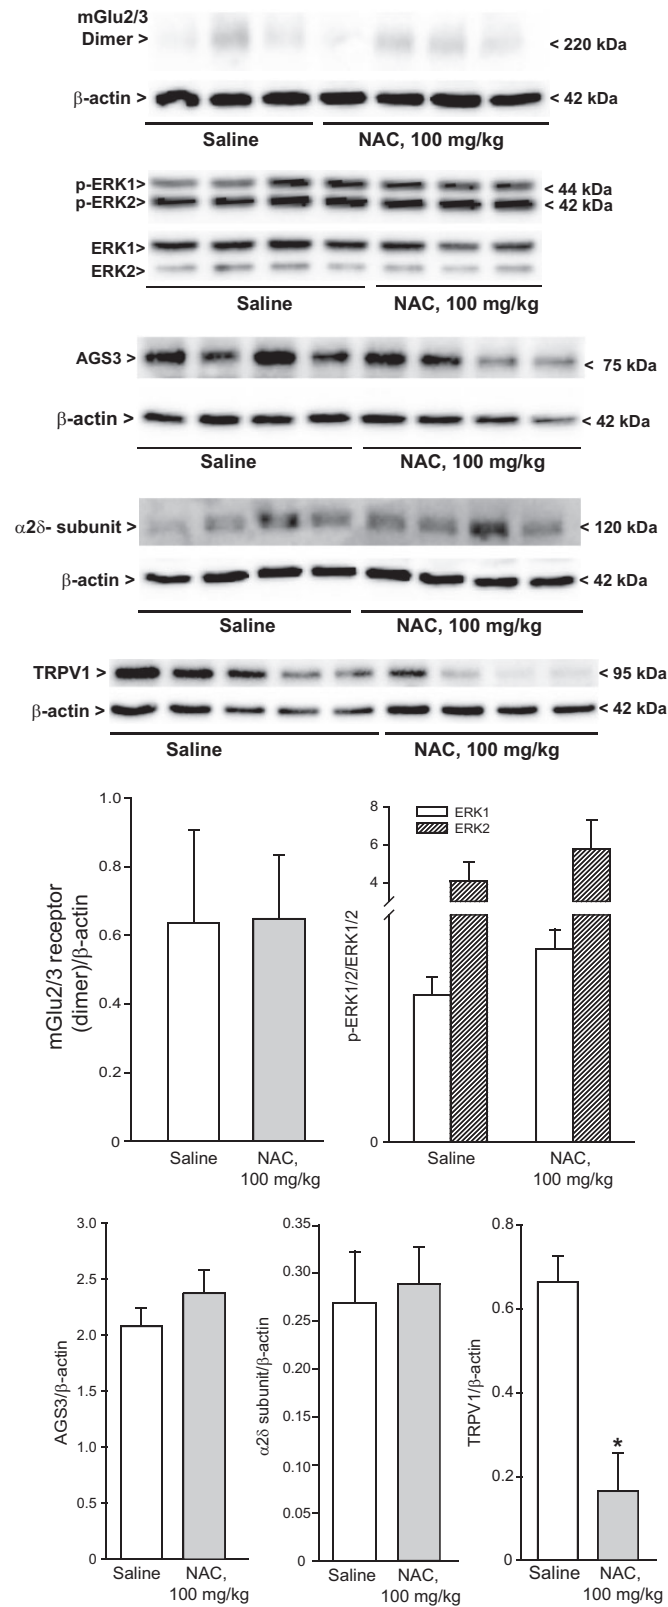 mGlu2/3
Dimer >
< 220 kDa
β-actin >
< 42 kDa
Saline
NAC, 100 mg/kg
p-ERK1>
< 44 kDa
p-ERK2>
< 42 kDa
ERK1>
ERK2>
Saline
NAC, 100 mg/kg
AGS3 >
< 75 kDa
β-actin >
< 42 kDa
Saline
NAC, 100 mg/kg
α2δ- subunit >
< 120 kDa
β-actin >
< 42 kDa
Saline
NAC, 100 mg/kg
TRPV1 >
< 95 kDa
β-actin >
< 42 kDa
Saline
NAC, 100 mg/kg
mGlu2/3 receptor
(dimer)/β-actin
1.0
0.8
0.6
0.4
0.2
0
Saline
NAC,
100 mg/kg
p-ERK1/2/ERK1/2
8
6
4
0
ERK1
ERK2
Saline
NAC,
100 mg/kg
AGS3/β-actin
3.0
2.5
2.0
1.5
1.0
0.5
0
Saline
NAC,
100 mg/kg
α2δ subunit/β-actin
0.35
0.30
0.25
0.20
0.15
0.10
0.05
0
Saline
NAC,
100 mg/kg
TRPV1/β-actin
0.8
0.6
0.4
0.2
0
*
Saline
NAC,
100 mg/kg